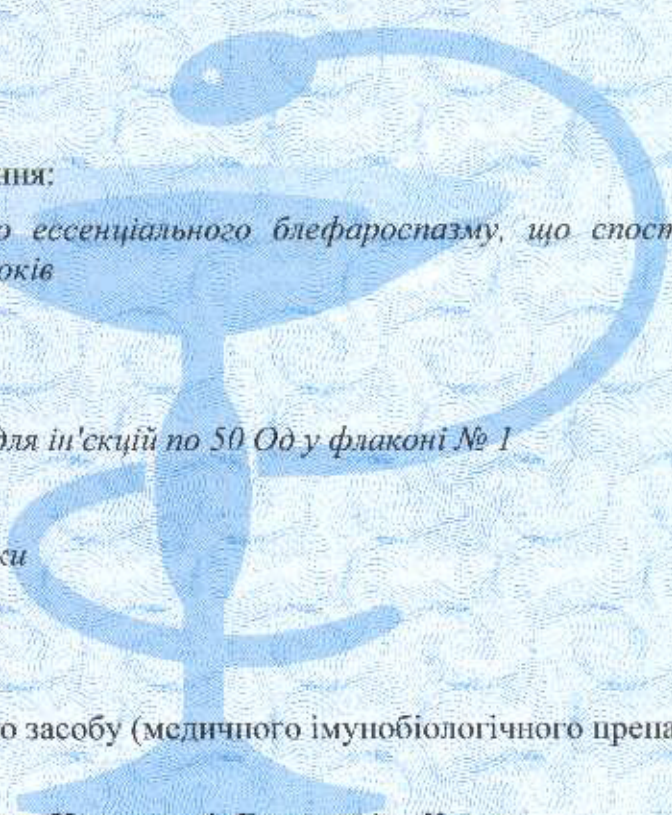 ння:
о ессенціального блефароспазму, що спост
оків
для ін'єкцій по 50 Од у флаконі № 1
ки
о засобу (медичного імунобіологічного препа